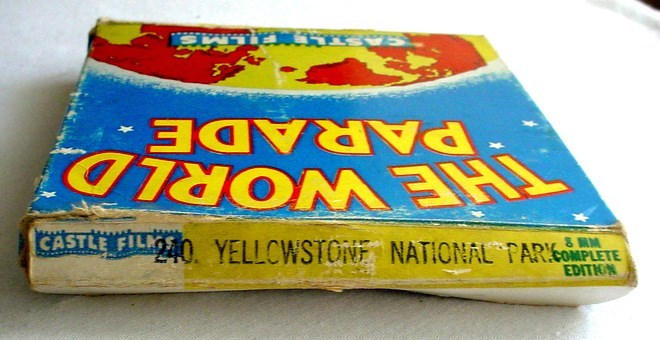 CASTLE FILMS
THE WORLD
PARADE
CASTLE FILMS
240. YELLOWSTONE NATIONAL PARK
8 MM
COMPLETE
EDITION